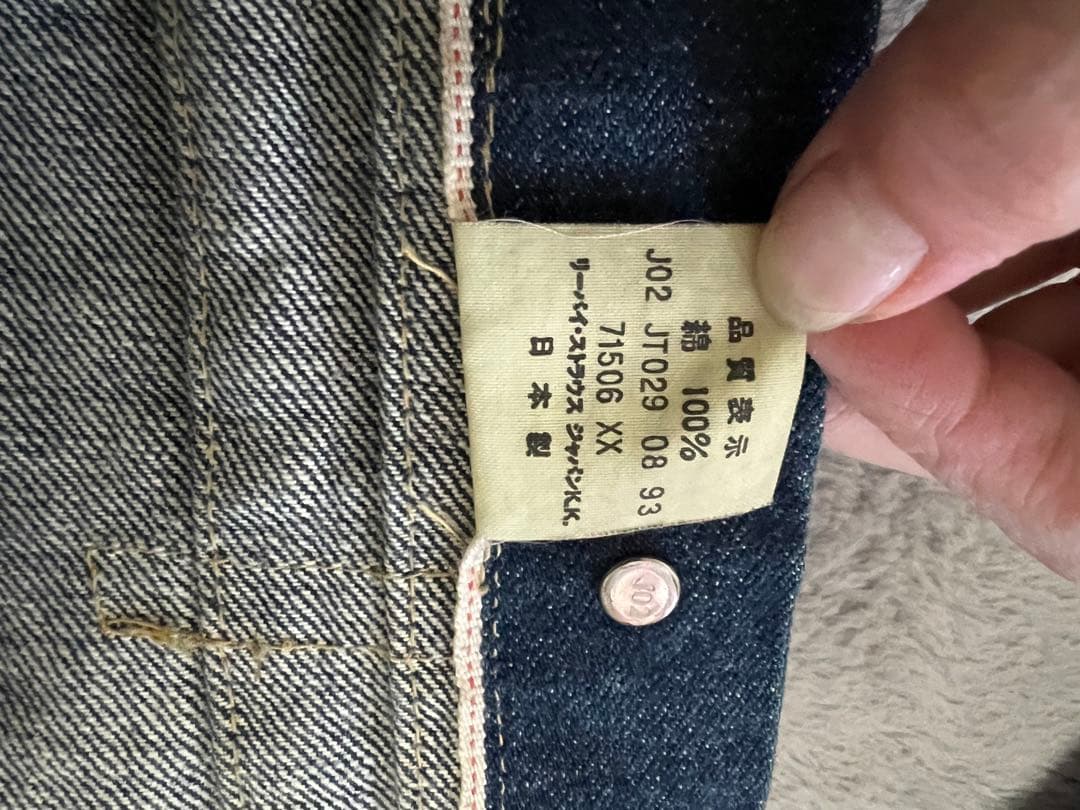 品質表示
綿 100%
J02 JT029 08 93
71506 XX
リーバイ・ストラウス ジャパンK.K.
日本製
J02